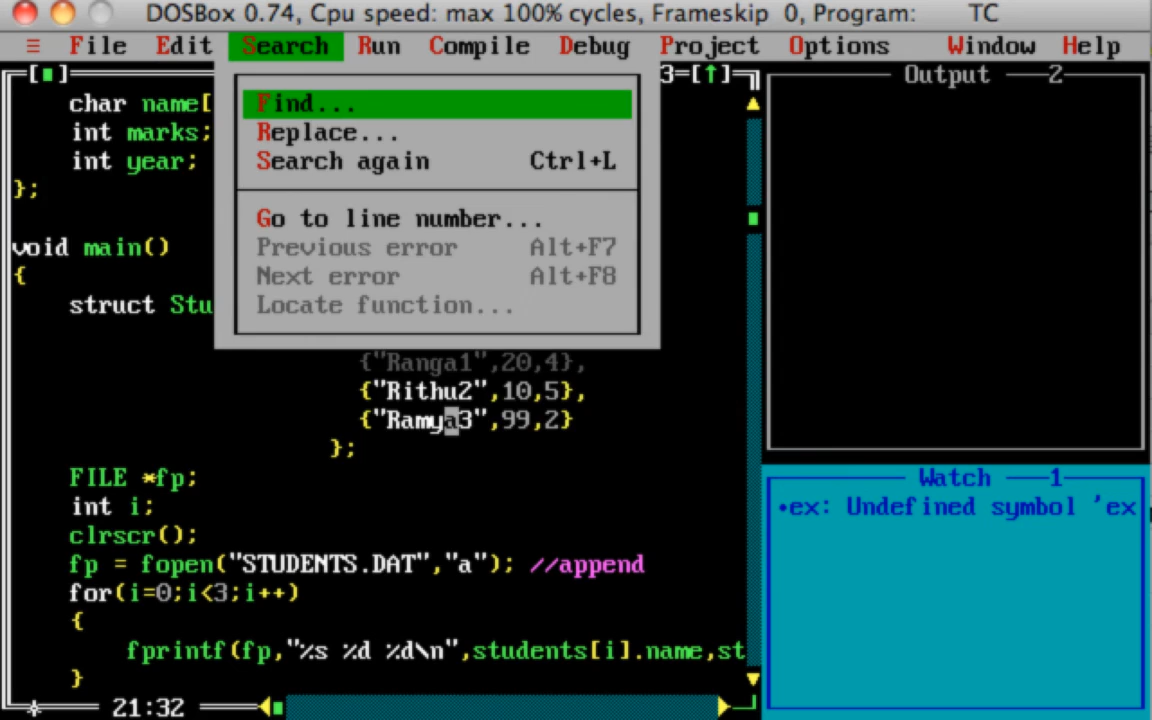 DOSBox 0.74, Cpu speed: max 100% cycles, Frameskip 0, Program: TC
≡ File Edit Search Run Compile Debug Project Options Window Help
[■] 3=[↑]
Output 2
char name[
int marks;
int year;
};
void main()
{
struct Stu
Find...
Replace...
Search again Ctrl+L
Go to line number...
Previous error Alt+F7
Next error Alt+F8
Locate function...
{"Ranga1",20,4},
{"Rithu2",10,5},
{"Ramya3",99,2}
};
FILE *fp;
int i;
clrscr();
fp = fopen("STUDENTS.DAT","a"); //append
for(i=0;i<3;i++)
{
fprintf(fp,"%s %d %d\n",students[i].name,st
}
21:32
Watch 1
•ex: Undefined symbol 'ex